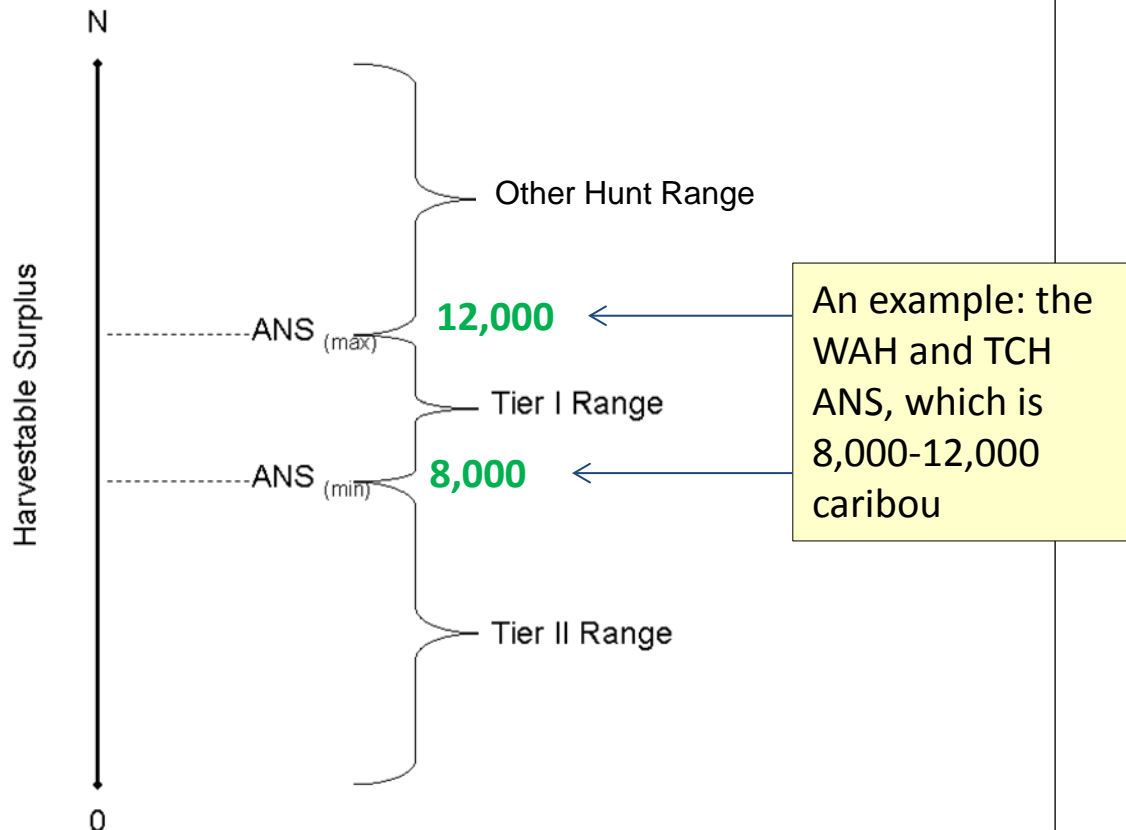 N
Other Hunt Range
12,000
ANS (max)
Tier I Range
8,000
ANS (min)
Tier II Range
0
Harvestable Surplus
An example: the
WAH and TCH
ANS, which is
8,000-12,000
caribou